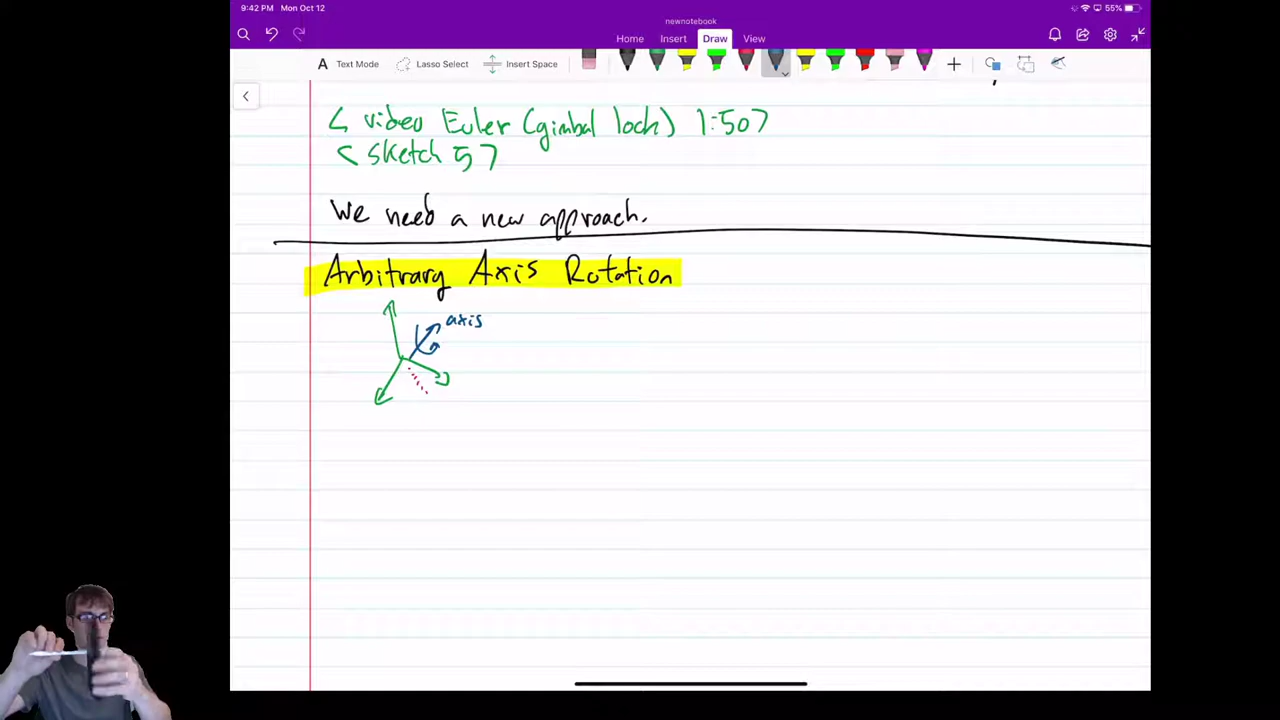 9:42 PM Mon Oct 12
55%
newnotebook
Home Insert Draw View
A Text Mode Lasso Select Insert Space
< video Euler (gimbal lock) 1:50>
< sketch 5>
We need a new approach.
Arbitrary Axis Rotation
axis